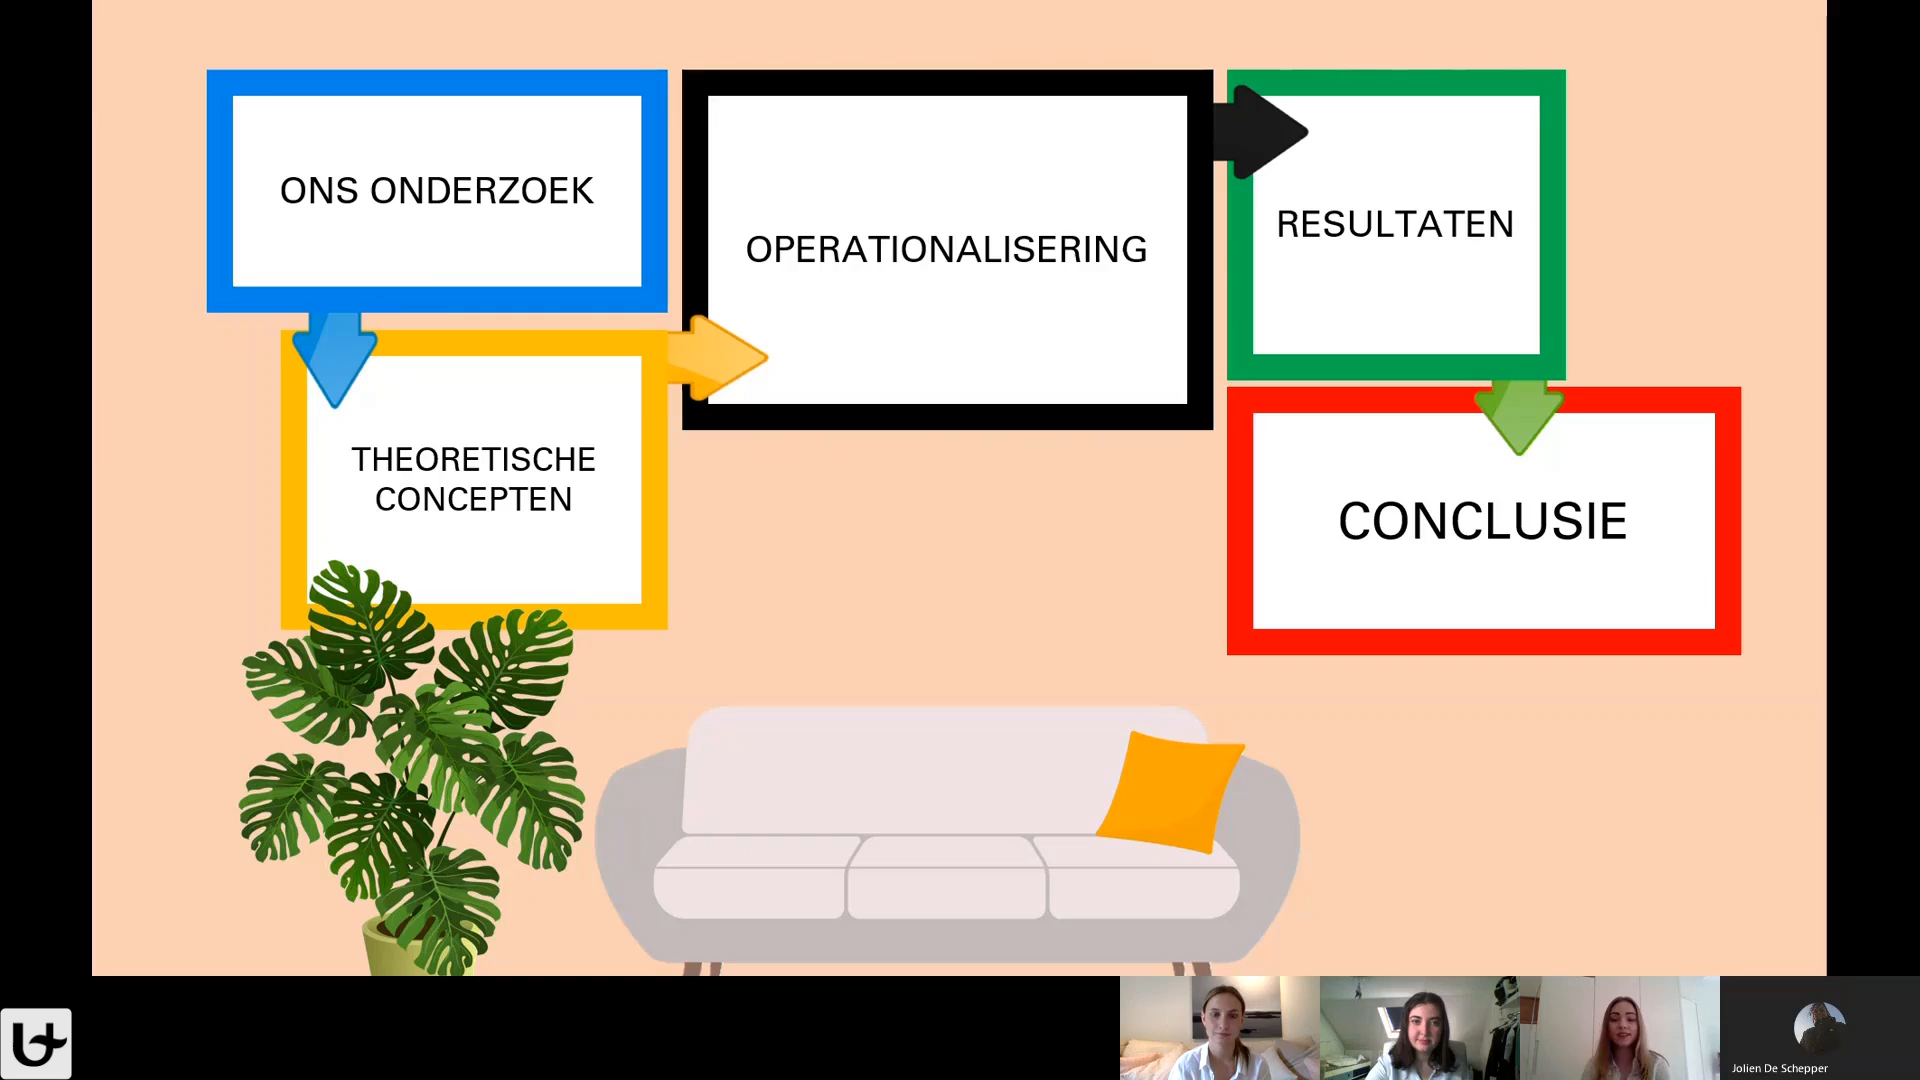 ONS ONDERZOEK
THEORETISCHE
CONCEPTEN
OPERATIONALISERING
RESULTATEN
CONCLUSIE
Jolien De Schepper